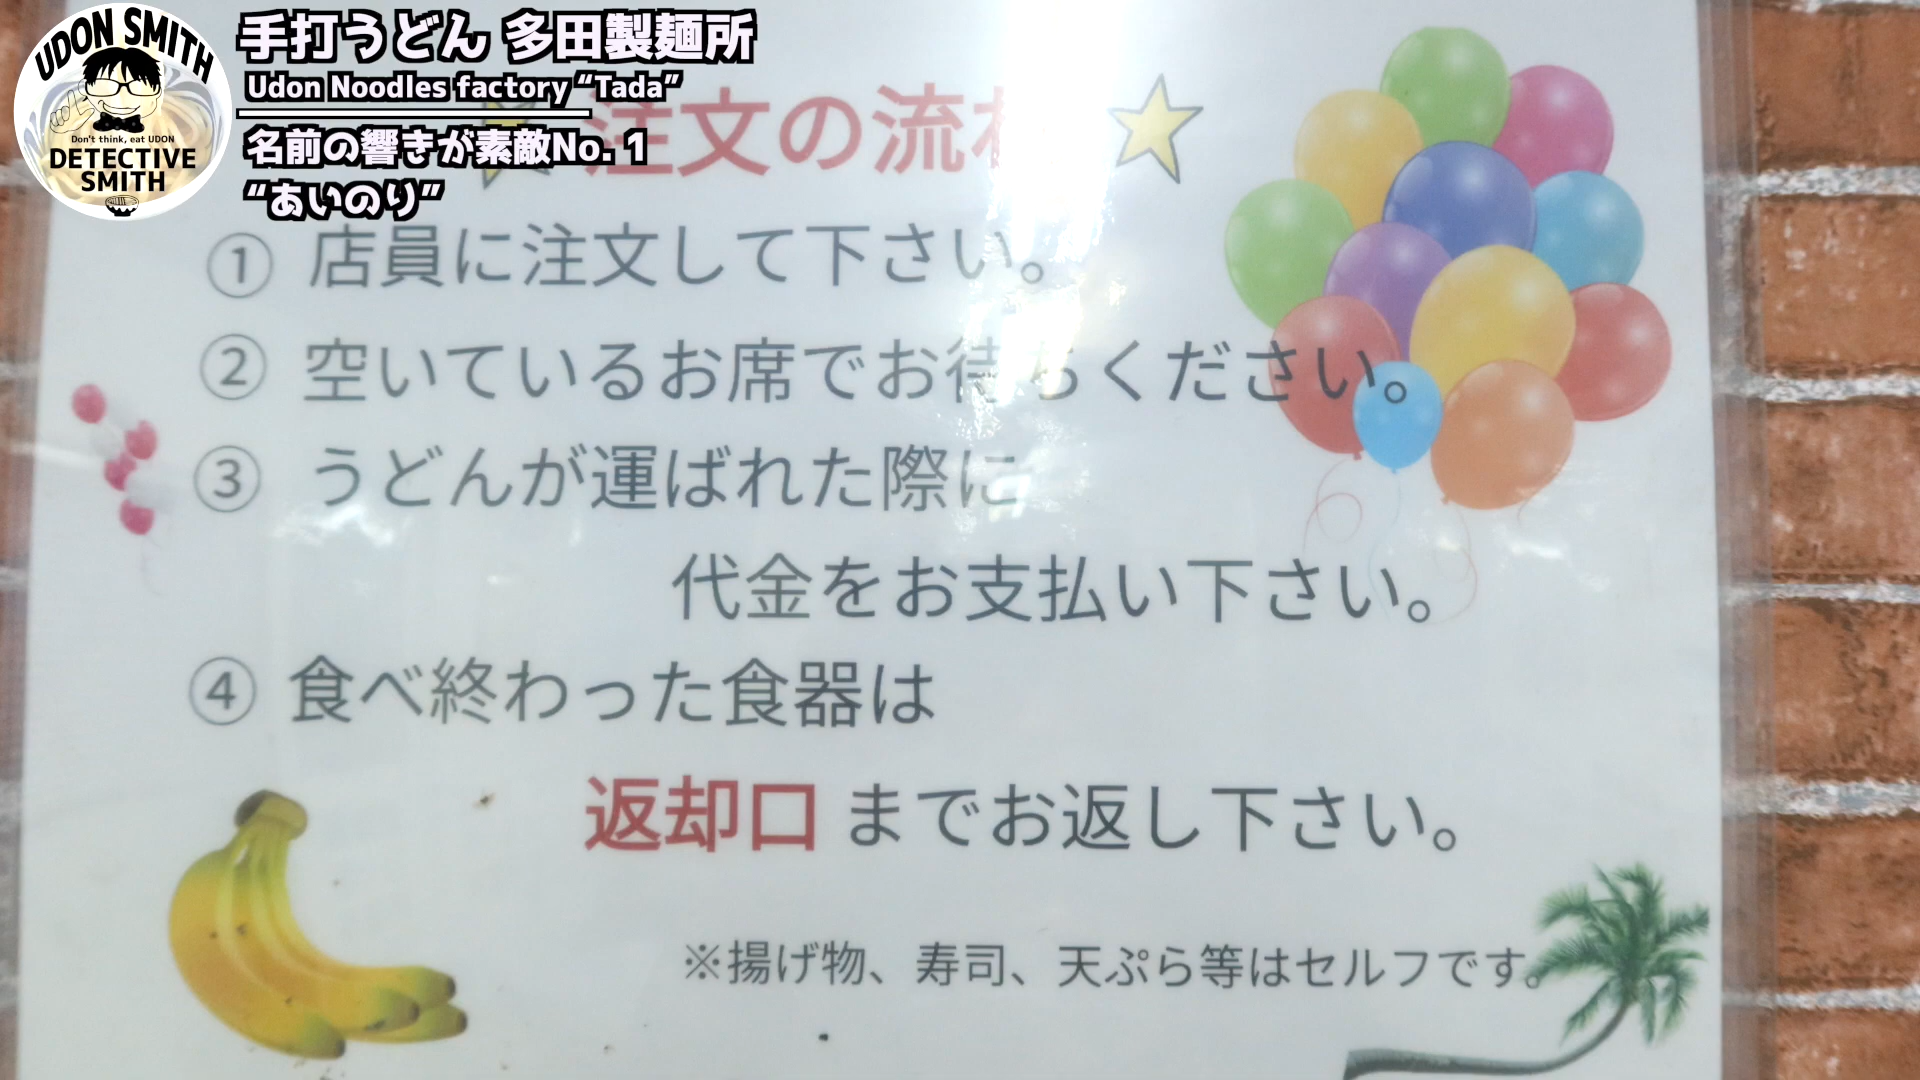 UDON SMITH
Don't think, eat UDON
DETECTIVE
SMITH
手打うどん 多田製麺所
Udon Noodles factory “Tada”
名前の響きが素敵No. 1
“あいのり”
注文の流れ
① 店員に注文して下さい。
② 空いているお席でお待ちください。
③ うどんが運ばれた際に
代金をお支払い下さい。
④ 食べ終わった食器は
返却口 までお返し下さい。
※揚げ物、寿司、天ぷら等はセルフです。